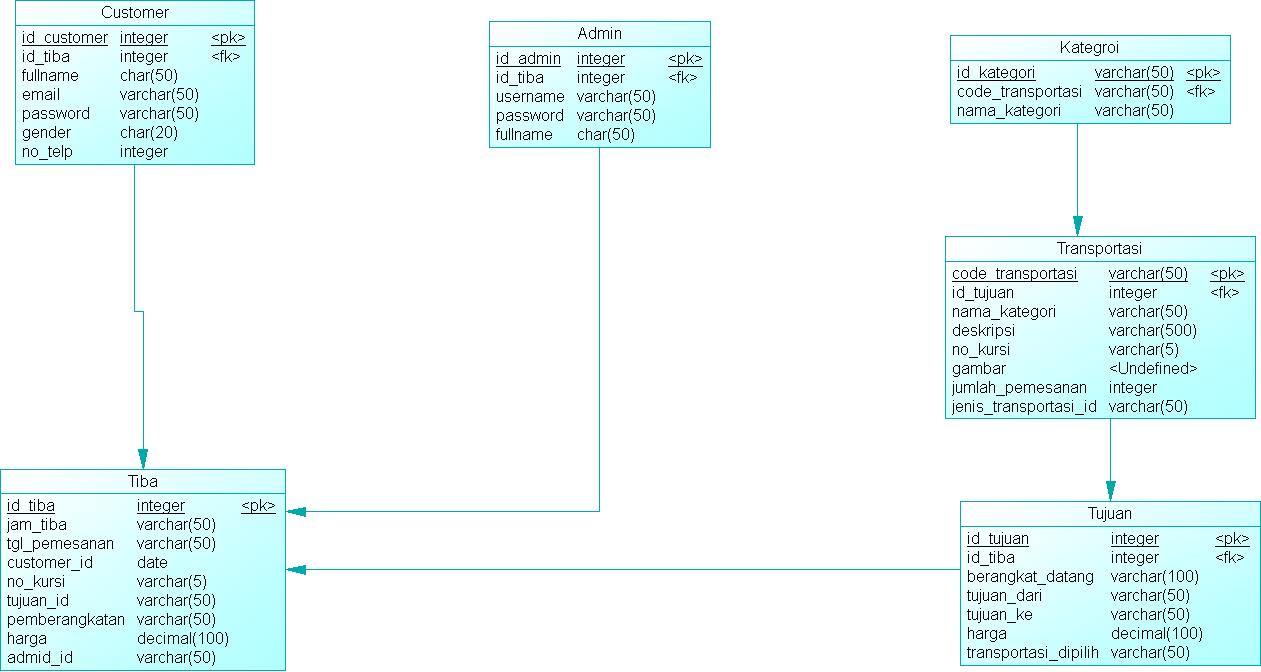 Customer
id_customer integer <pk>
id_tiba integer <fk>
fullname char(50)
email varchar(50)
password varchar(50)
gender char(20)
no_telp integer
Admin
id_admin integer <pk>
id_tiba integer <fk>
username varchar(50)
password varchar(50)
fullname char(50)
Kategroi
id_kategori varchar(50) <pk>
code_transportasi varchar(50) <fk>
nama_kategori varchar(50)
Transportasi
code_transportasi varchar(50) <pk>
id_tujuan integer <fk>
nama_kategori varchar(50)
deskripsi varchar(500)
no_kursi varchar(5)
gambar <Undefined>
jumlah_pemesanan integer
jenis_transportasi_id varchar(50)
Tiba
id_tiba integer <pk>
jam_tiba varchar(50)
tgl_pemesanan varchar(50)
customer_id date
no_kursi varchar(5)
tujuan_id varchar(50)
pemberangkatan varchar(50)
harga decimal(100)
admid_id varchar(50)
Tujuan
id_tujuan integer <pk>
id_tiba integer <fk>
berangkat_datang varchar(100)
tujuan_dari varchar(50)
tujuan_ke varchar(50)
harga decimal(100)
transportasi_dipilih varchar(50)